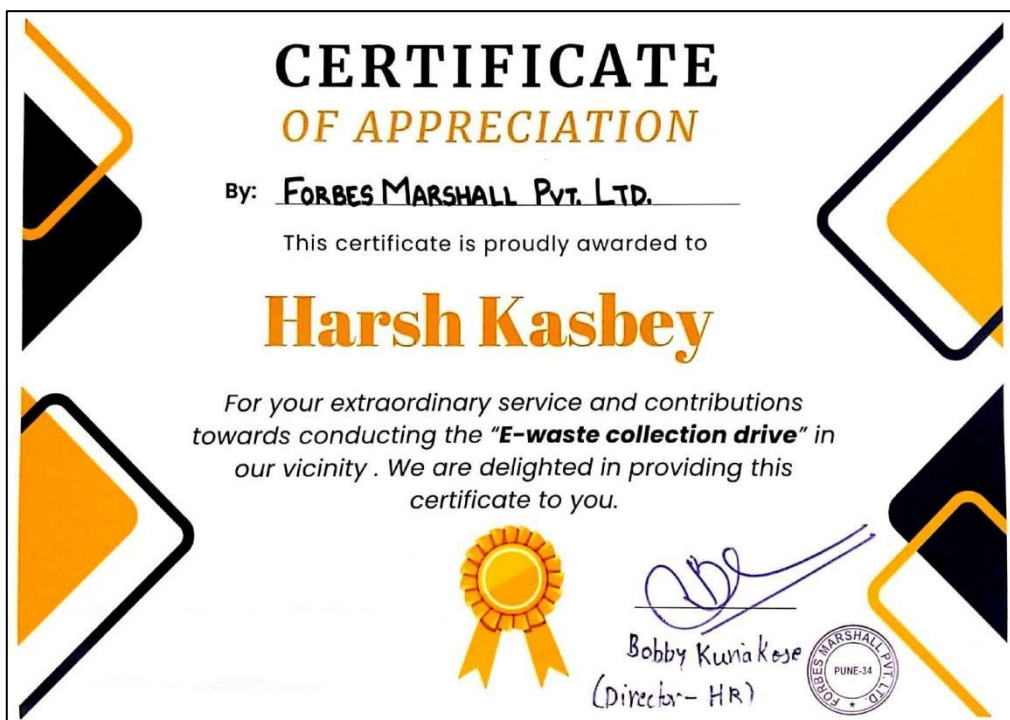 CERTIFICATE
OF APPRECIATION
By: FORBES MARSHALL PVT. LTD.
This certificate is proudly awarded to
Harsh Kasbey
For your extraordinary service and contributions
towards conducting the “E-waste collection drive” in
our vicinity . We are delighted in providing this
certificate to you.
Bobby Kuriakose
(Director - HR)
FORBES MARSHALL PVT. LTD.
PUNE-34